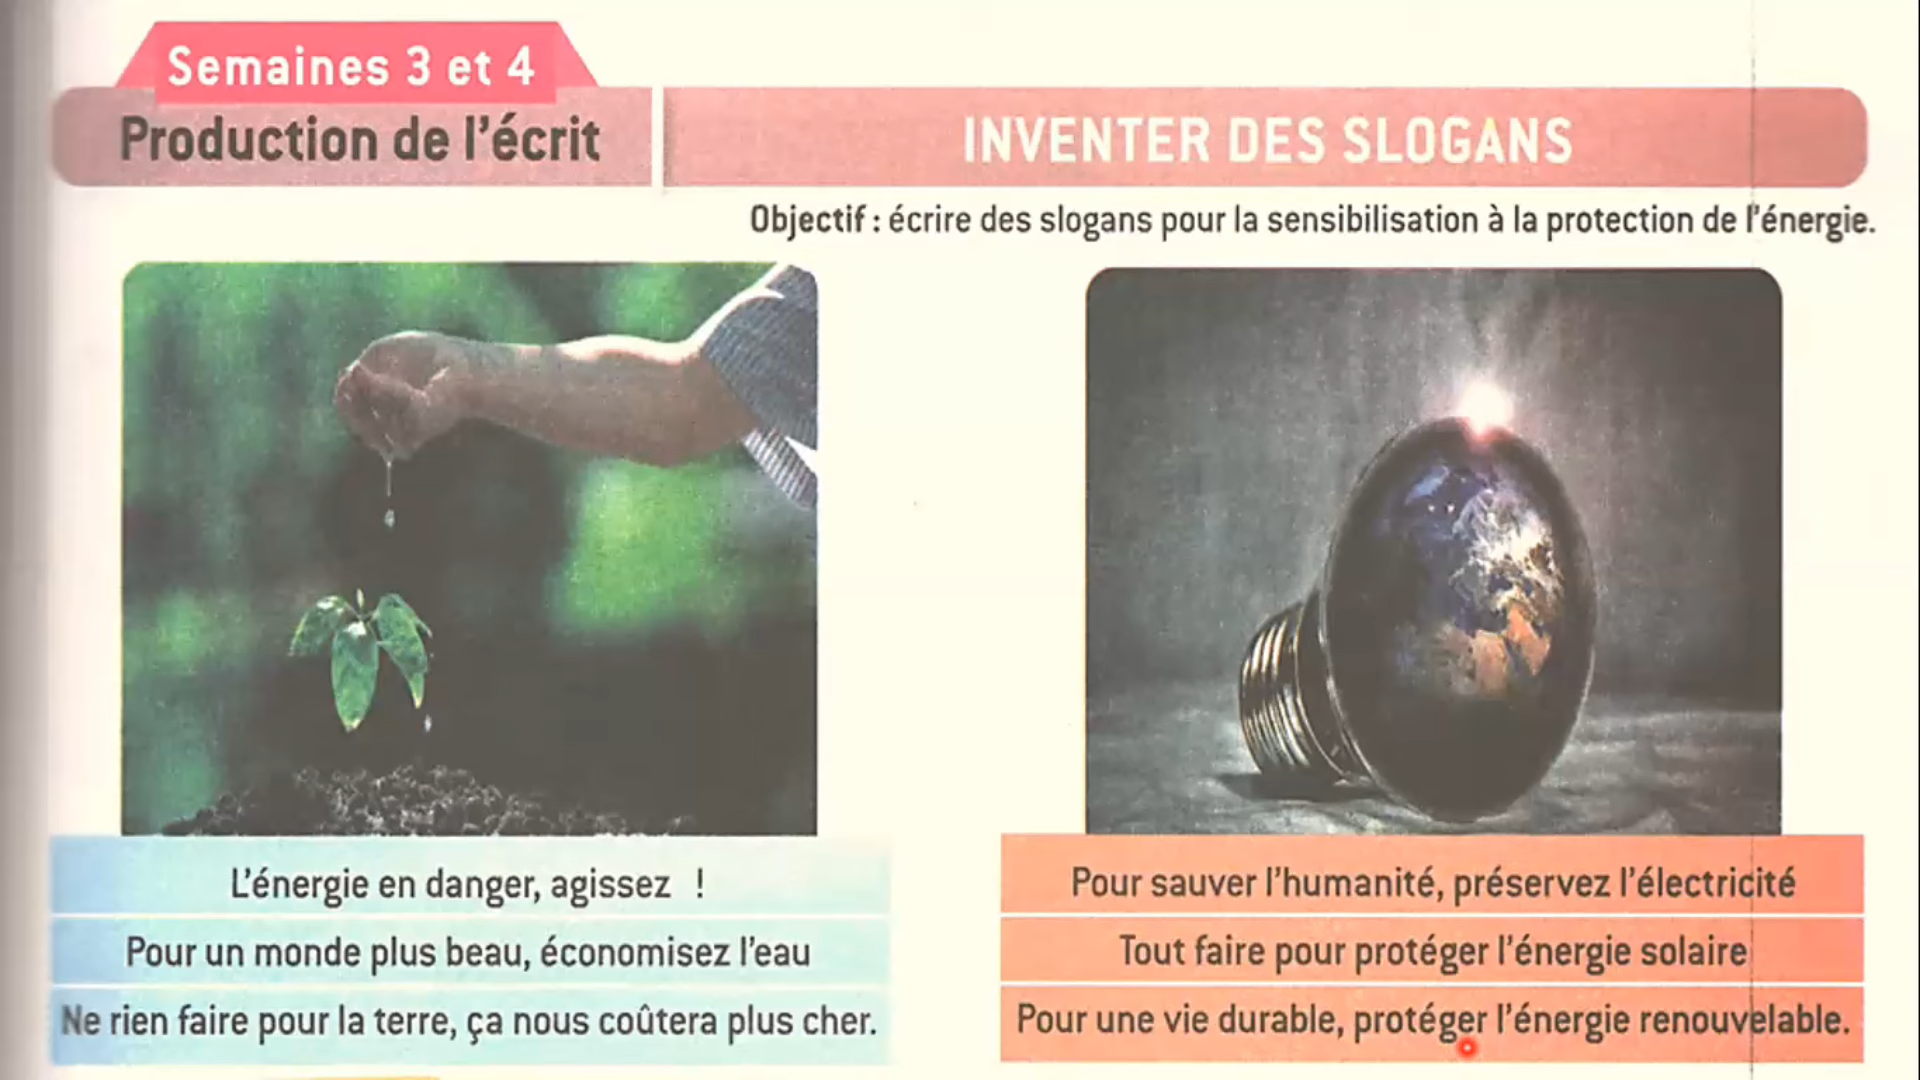 Semaines 3 et 4
Production de l'écrit
INVENTER DES SLOGANS
Objectif : écrire des slogans pour la sensibilisation à la protection de l'énergie.
L'énergie en danger, agissez !
Pour un monde plus beau, économisez l'eau
Ne rien faire pour la terre, ça nous coûtera plus cher.
Pour sauver l'humanité, préservez l'électricité
Tout faire pour protéger l'énergie solaire
Pour une vie durable, protéger l'énergie renouvelable.